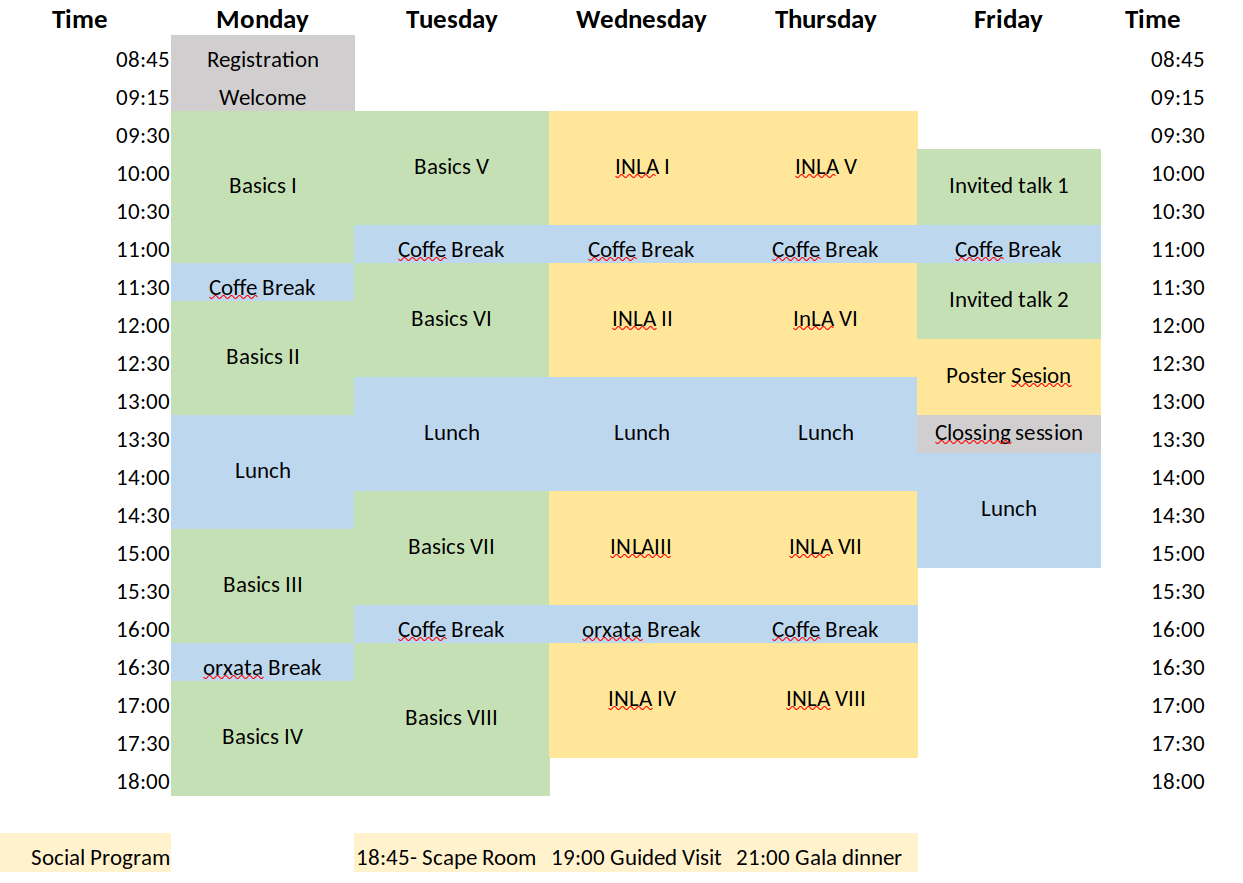 Time Monday Tuesday Wednesday Thursday Friday Time
08:45 Registration 08:45
09:15 Welcome 09:15
09:30 09:30
Basics V INLA I INLA V
10:00 10:00
Basics I Invited talk 1
10:30 10:30
11:00 Coffe Break Coffe Break Coffe Break Coffe Break 11:00
11:30 Coffe Break 11:30
Invited talk 2
12:00 Basics VI INLA II InLA VI 12:00
Basics II
12:30 12:30
Poster Sesion
13:00 13:00
13:30 Lunch Lunch Lunch Clossing session 13:30
Lunch
14:00 14:00
14:30 Lunch 14:30
15:00 Basics VII INLAIII INLA VII 15:00
Basics III
15:30 15:30
16:00 Coffe Break orxata Break Coffe Break 16:00
16:30 orxata Break 16:30
17:00 INLA IV INLA VIII 17:00
Basics VIII
17:30 Basics IV 17:30
18:00 18:00
Social Program 18:45- Scape Room 19:00 Guided Visit 21:00 Gala dinner